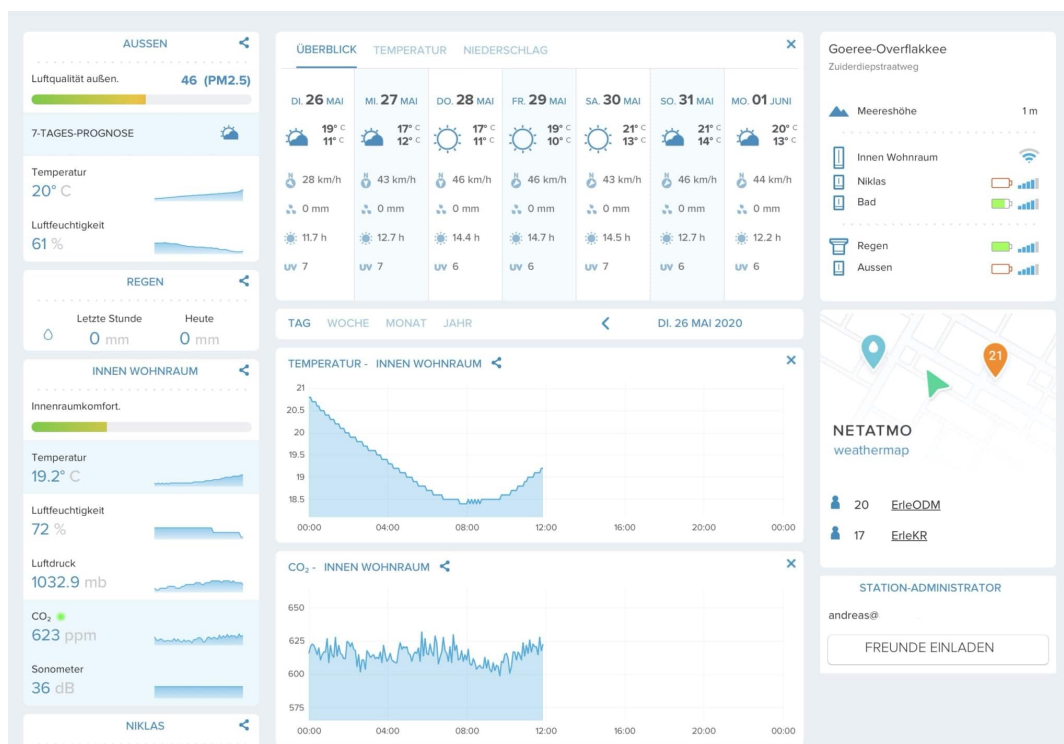 AUSSEN
Luftqualität außen. 46 (PM2.5)
7-TAGES-PROGNOSE
Temperatur
20° C
Luftfeuchtigkeit
61 %
REGEN
Letzte Stunde Heute
0 mm 0 mm
INNEN WOHNRAUM
Innenraumkomfort.
Temperatur
19.2° C
Luftfeuchtigkeit
72 %
Luftdruck
1032.9 mb
CO₂
623 ppm
Sonometer
36 dB
NIKLAS
ÜBERBLICK TEMPERATUR NIEDERSCHLAG
DI. 26 MAI MI. 27 MAI DO. 28 MAI FR. 29 MAI SA. 30 MAI SO. 31 MAI MO. 01 JUNI
19° C 17° C 17° C 19° C 21° C 21° C 20° C
11° C 12° C 11° C 10° C 13° C 14° C 13° C
N N N N N N N
28 km/h 43 km/h 46 km/h 46 km/h 43 km/h 46 km/h 44 km/h
0 mm 0 mm 0 mm 0 mm 0 mm 0 mm 0 mm
11.7 h 12.7 h 14.4 h 14.7 h 14.5 h 12.7 h 12.2 h
UV 7 UV 7 UV 6 UV 6 UV 7 UV 6 UV 6
TAG WOCHE MONAT JAHR DI. 26 MAI 2020
TEMPERATUR - INNEN WOHNRAUM
21
20.5
20
19.5
19
18.5
00:00 04:00 08:00 12:00 16:00 20:00 00:00
CO₂ - INNEN WOHNRAUM
650
625
600
575
00:00 04:00 08:00 12:00 16:00 20:00 00:00
Goeree-Overflakkee
Zuiderdiepstraatweg
Meereshöhe 1 m
Innen Wohnraum
Niklas
Bad
Regen
Aussen
21
NETATMO
weathermap
20 ErleODM
17 ErleKR
STATION-ADMINISTRATOR
andreas@
FREUNDE EINLADEN